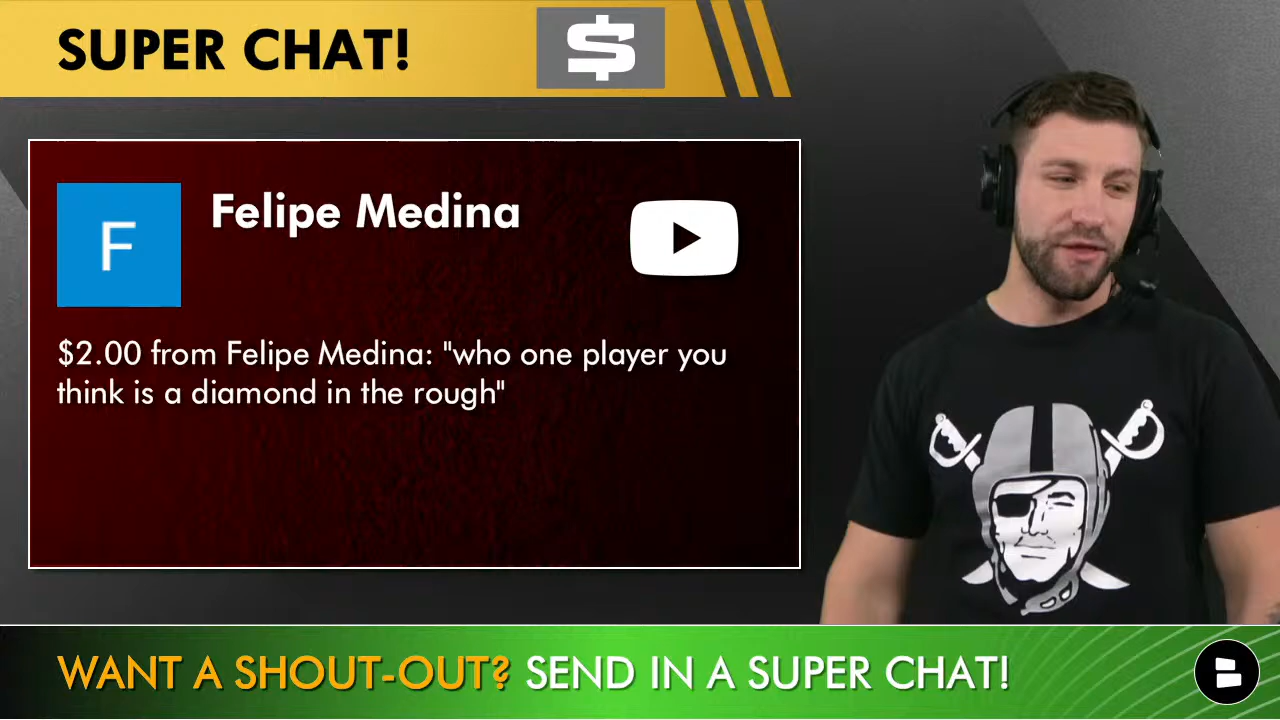 SUPER CHAT!
$
F
Felipe Medina
$2.00 from Felipe Medina: "who one player you
think is a diamond in the rough"
WANT A SHOUT-OUT? SEND IN A SUPER CHAT!